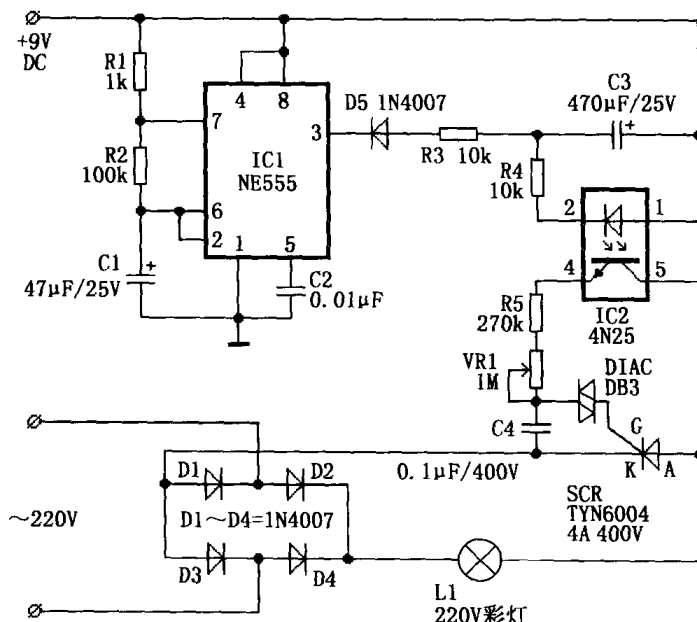 +9V
DC
R1
1k
R2
100k
C1
+
47μF/25V
7
6
2
4
8
3
1
5
IC1
NE555
C2
0.01μF
D5 1N4007
R3 10k
C3
470μF/25V
+
R4
10k
2
1
4
5
IC2
4N25
R5
270k
VR1
1M
DIAC
DB3
C4
0.1μF/400V
G
K
A
SCR
TYN6004
4A 400V
～220V
D1
D2
D1～D4=1N4007
D3
D4
L1
220V彩灯